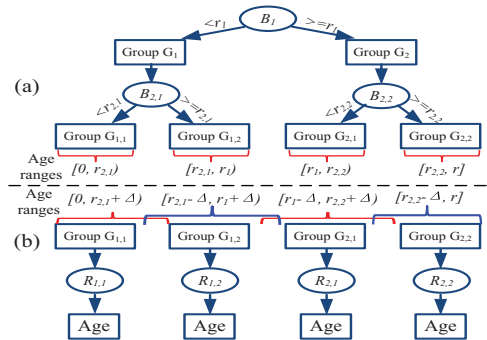 B1
<r1 >=r1
Group G1 Group G2
B2,1 B2,2
(a)
<r2,1 >=r2,1 <r2,2 >=r2,2
Group G1,1 Group G1,2 Group G2,1 Group G2,2
Age ranges [0, r2,1) [r2,1, r1) [r1, r2,2) [r2,2, r]
Age ranges [0, r2,1+ Δ) [r2,1- Δ, r1+ Δ) [r1- Δ, r2,2+ Δ) [r2,2- Δ, r]
(b)
Group G1,1 Group G1,2 Group G2,1 Group G2,2
R1,1 R1,2 R2,1 R2,2
Age Age Age Age